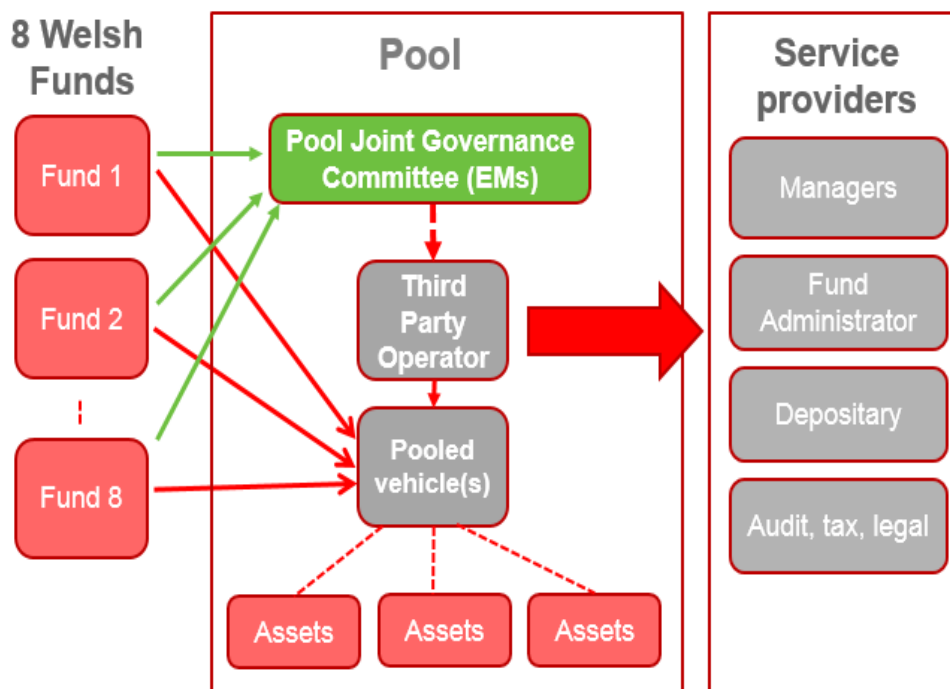 8 Welsh
Funds
Fund 1
Fund 2
Fund 8
Pool
Pool Joint Governance
Committee (EMs)
Third
Party
Operator
Pooled
vehicle(s)
Assets
Assets
Assets
Service
providers
Managers
Fund
Administrator
Depositary
Audit, tax, legal